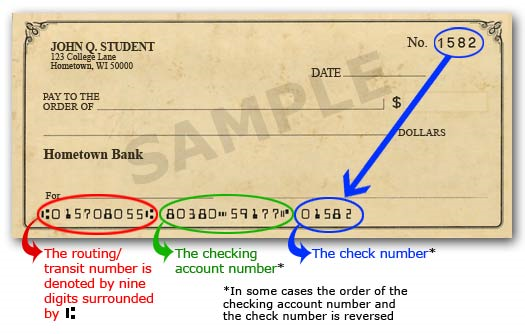 JOHN Q. STUDENT
123 College Lane
Hometown, WI 50000
No. 1582
DATE
PAY TO THE
ORDER OF
$
SAMPLE
DOLLARS
Hometown Bank
For
⑆015708055⑆ 80380⑉59177⑈ 01582
The routing/
transit number is
denoted by nine
digits surrounded
by ⑆
The checking
account number*
The check number*
*In some cases the order of the
checking account number and
the check number is reversed